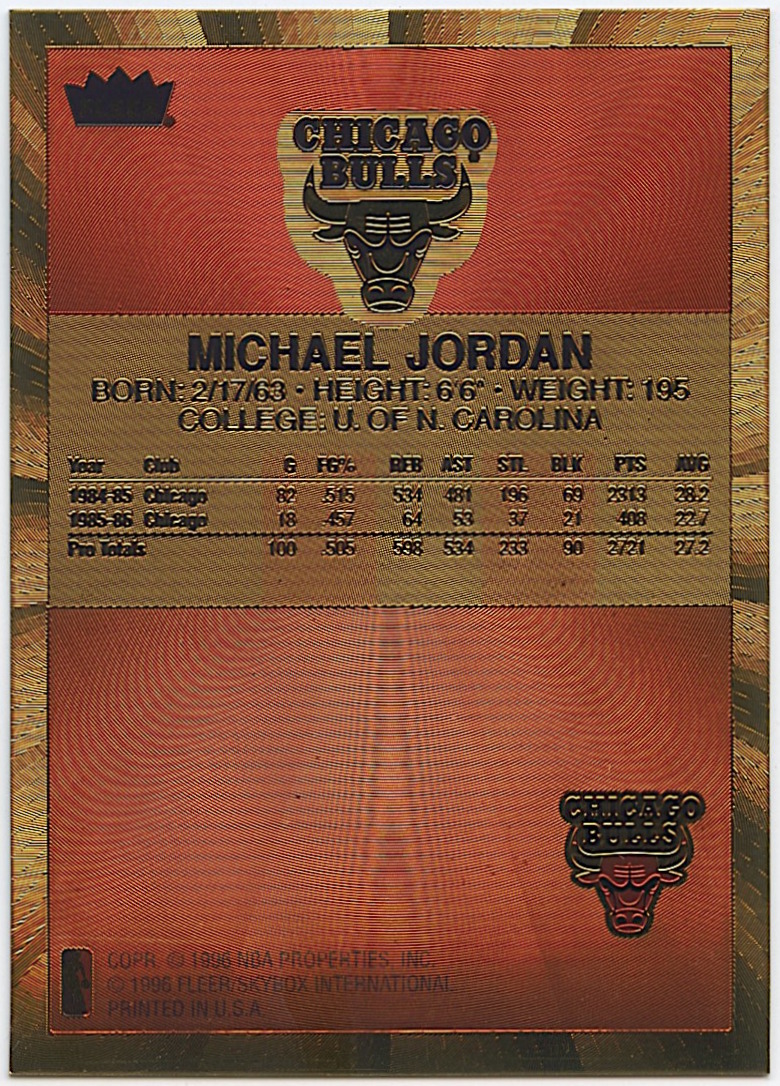 FLEER
CHICAGO
BULLS
MICHAEL JORDAN
BORN: 2/17/63 • HEIGHT: 6'6" • WEIGHT: 195
COLLEGE: U. OF N. CAROLINA
Year Club G FG% REB AST STL BLK PTS AVG
1984-85 Chicago 82 .515 534 481 196 69 2313 28.2
1985-86 Chicago 18 .457 64 53 37 21 408 22.7
Pro Totals 100 .505 598 534 233 90 2721 27.2
CHICAGO
BULLS
COPR. © 1996 NBA PROPERTIES, INC.
© 1996 FLEER/SKYBOX INTERNATIONAL
PRINTED IN U.S.A.